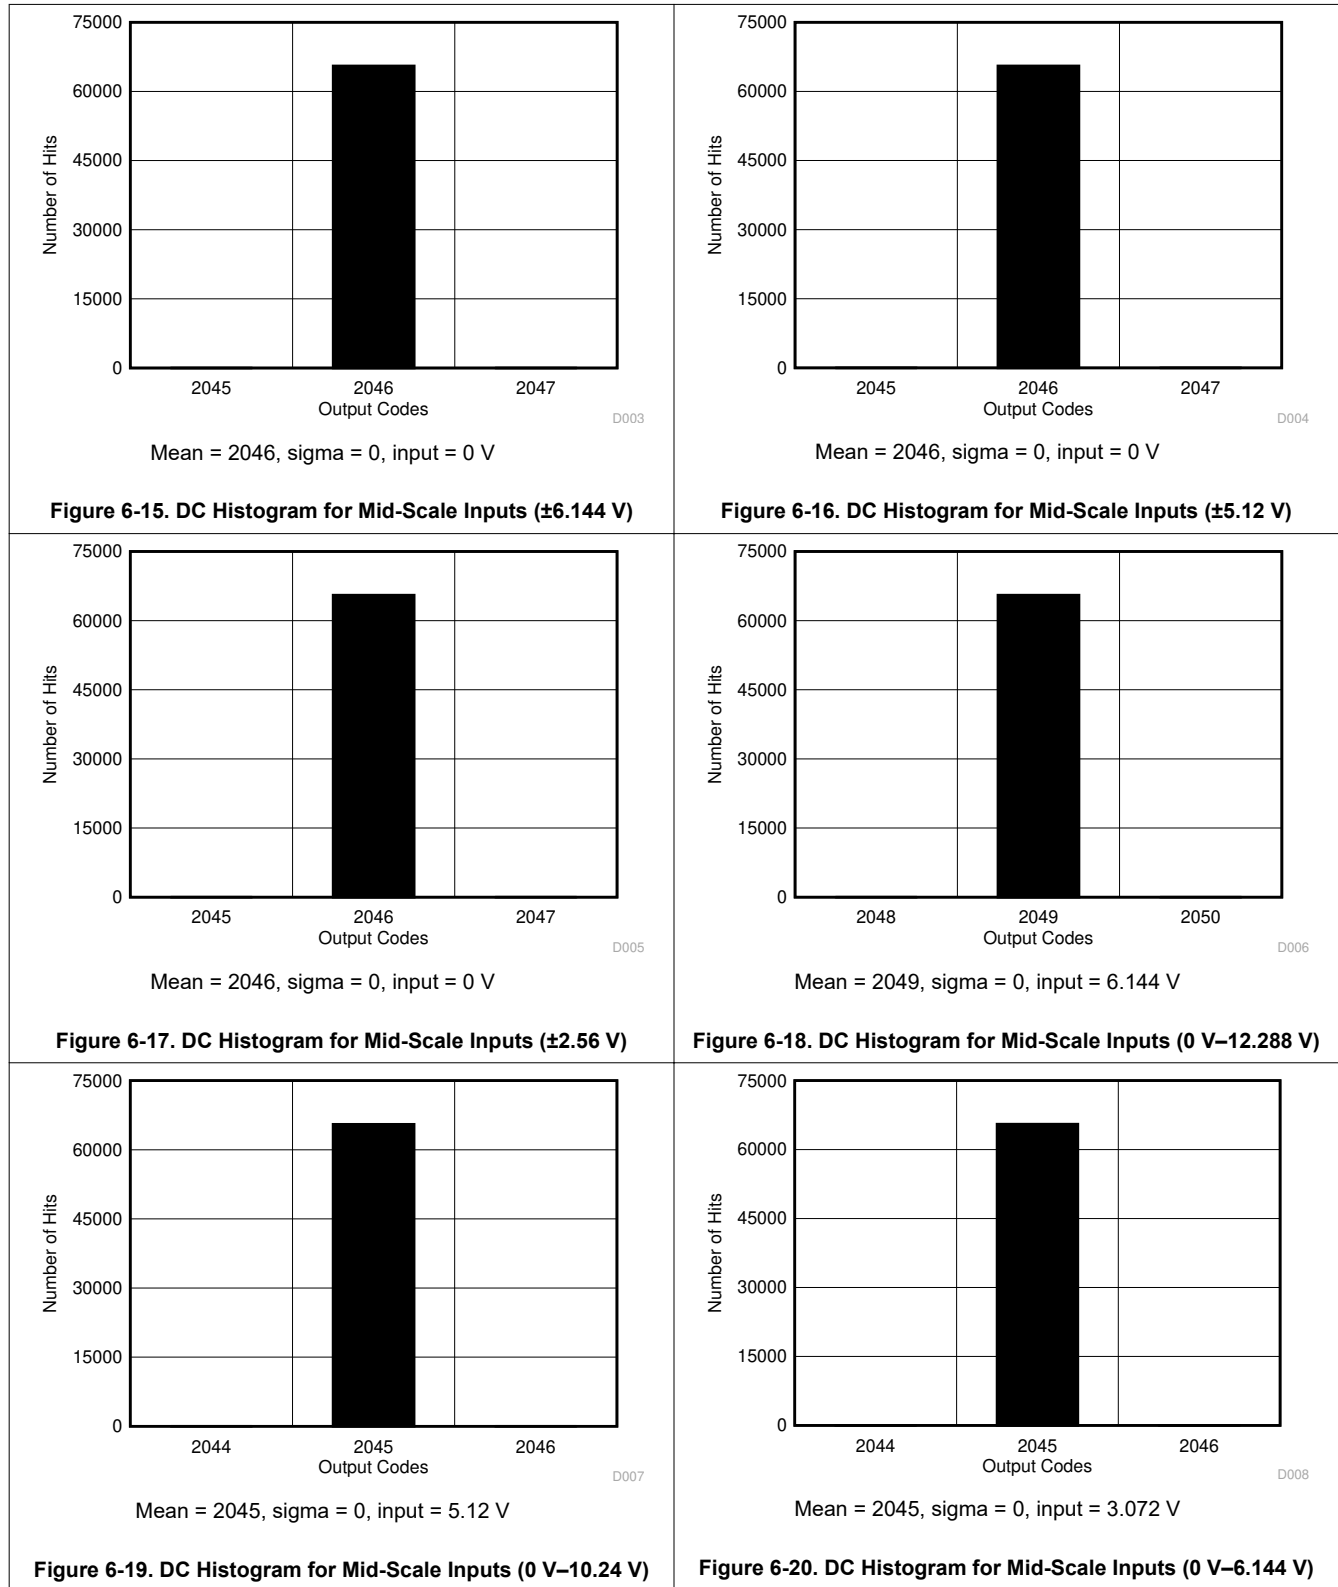 75000
60000
45000
30000
15000
0
Number of Hits
2045 2046 2047
Output Codes
D003
Mean = 2046, sigma = 0, input = 0 V
Figure 6-15. DC Histogram for Mid-Scale Inputs (±6.144 V)
75000
60000
45000
30000
15000
0
Number of Hits
2045 2046 2047
Output Codes
D004
Mean = 2046, sigma = 0, input = 0 V
Figure 6-16. DC Histogram for Mid-Scale Inputs (±5.12 V)
75000
60000
45000
30000
15000
0
Number of Hits
2045 2046 2047
Output Codes
D005
Mean = 2046, sigma = 0, input = 0 V
Figure 6-17. DC Histogram for Mid-Scale Inputs (±2.56 V)
75000
60000
45000
30000
15000
0
Number of Hits
2048 2049 2050
Output Codes
D006
Mean = 2049, sigma = 0, input = 6.144 V
Figure 6-18. DC Histogram for Mid-Scale Inputs (0 V–12.288 V)
75000
60000
45000
30000
15000
0
Number of Hits
2044 2045 2046
Output Codes
D007
Mean = 2045, sigma = 0, input = 5.12 V
Figure 6-19. DC Histogram for Mid-Scale Inputs (0 V–10.24 V)
75000
60000
45000
30000
15000
0
Number of Hits
2044 2045 2046
Output Codes
D008
Mean = 2045, sigma = 0, input = 3.072 V
Figure 6-20. DC Histogram for Mid-Scale Inputs (0 V–6.144 V)